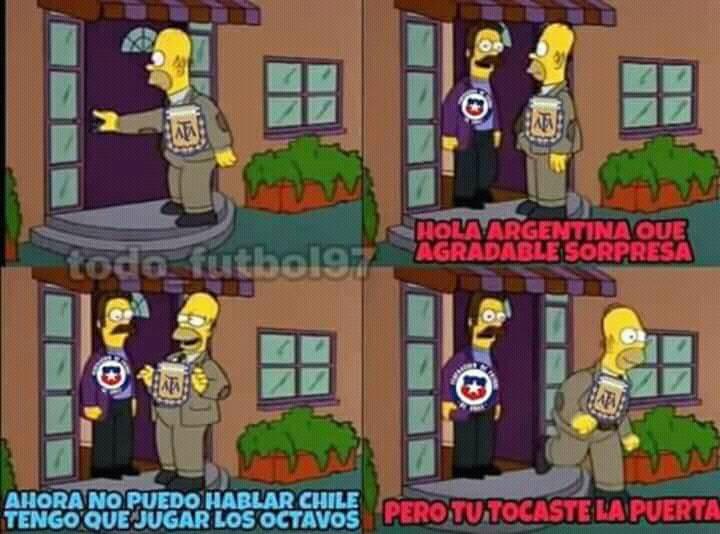 AFA
AFA
HOLA ARGENTINA QUE
AGRADABLE SORPRESA
todo_futbol97
AFA
AHORA NO PUEDO HABLAR CHILE
TENGO QUE JUGAR LOS OCTAVOS
AFA
PERO TU TOCASTE LA PUERTA